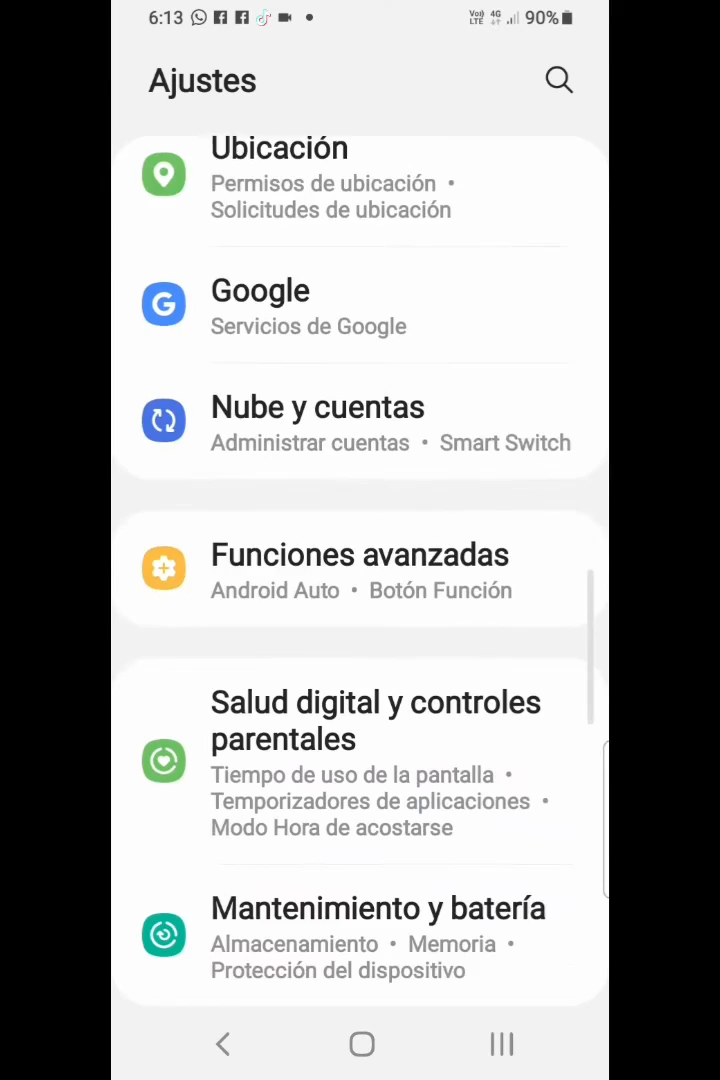 6:13 VoLTE 4G 90%
Ajustes
Ubicación
Permisos de ubicación •
Solicitudes de ubicación
Google
Servicios de Google
Nube y cuentas
Administrar cuentas • Smart Switch
Funciones avanzadas
Android Auto • Botón Función
Salud digital y controles
parentales
Tiempo de uso de la pantalla •
Temporizadores de aplicaciones •
Modo Hora de acostarse
Mantenimiento y batería
Almacenamiento • Memoria •
Protección del dispositivo